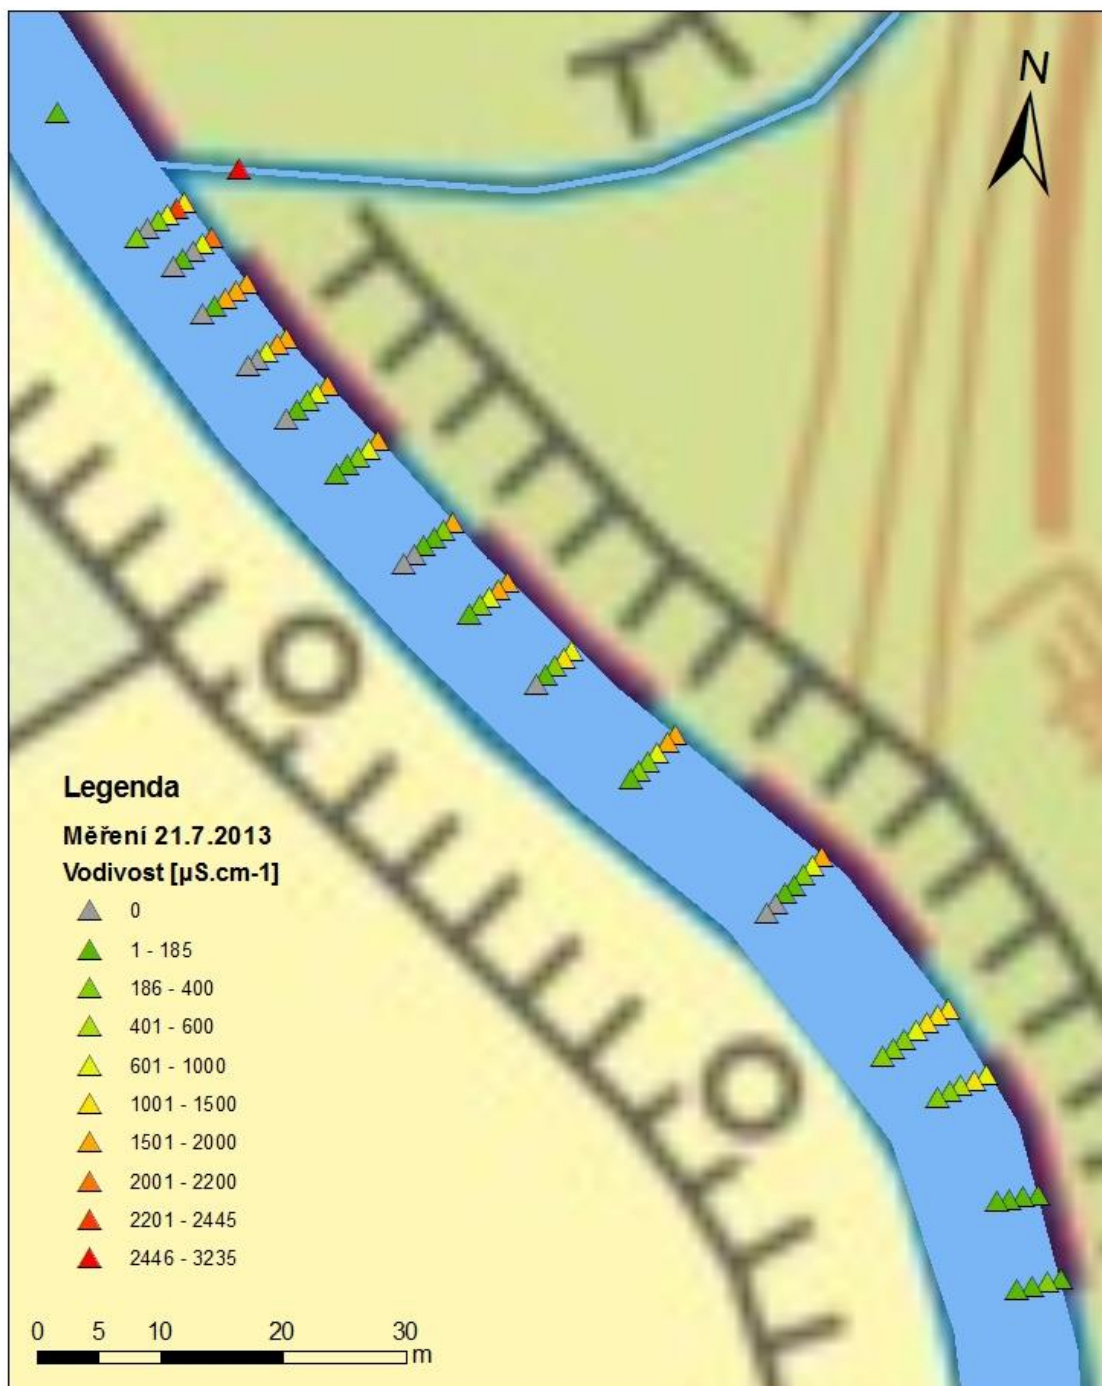 N
Legenda
Měření 21.7.2013
Vodivost [µS.cm-1]
0
1 - 185
186 - 400
401 - 600
601 - 1000
1001 - 1500
1501 - 2000
2001 - 2200
2201 - 2445
2446 - 3235
0 5 10 20 30
m